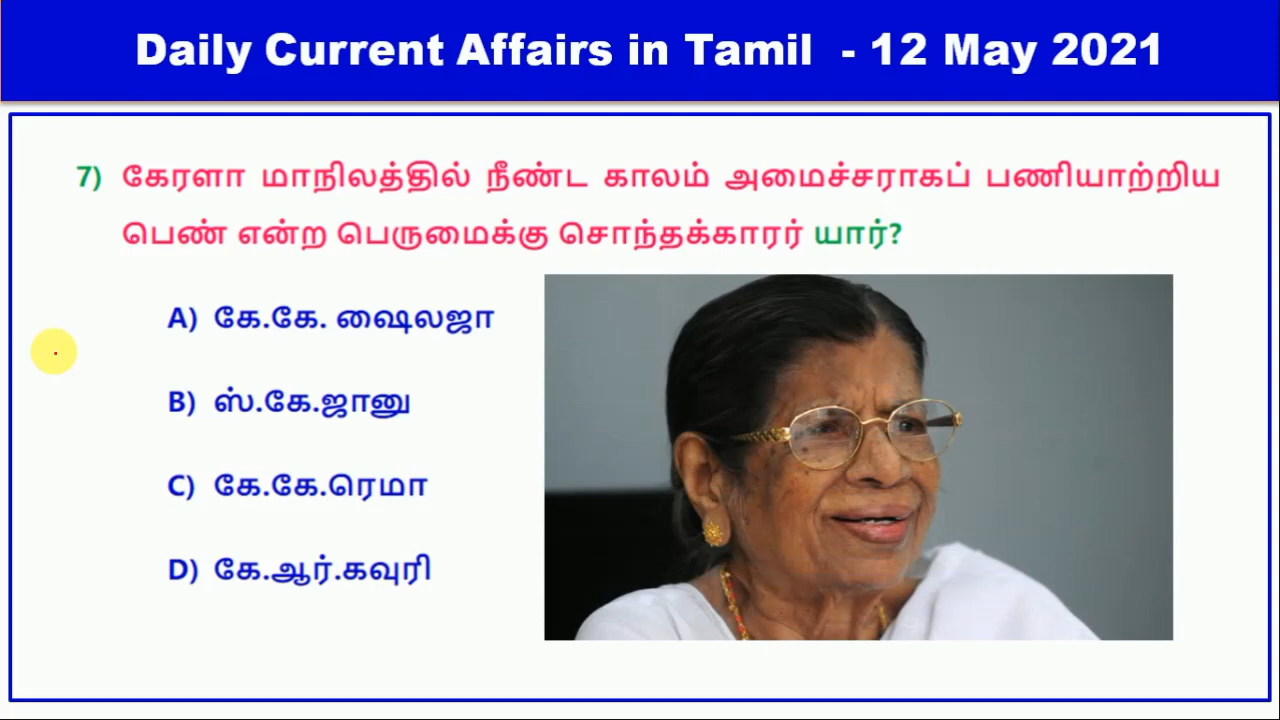 Daily Current Affairs in Tamil - 12 May 2021
7) கேரளா மாநிலத்தில் நீண்ட காலம் அமைச்சராகப் பணியாற்றிய
பெண் என்ற பெருமைக்கு சொந்தக்காரர் யார்?
A) கே.கே. ஷைலஜா
B) ஸ்.கே.ஜானு
C) கே.கே.ரெமா
D) கே.ஆர்.கவுரி